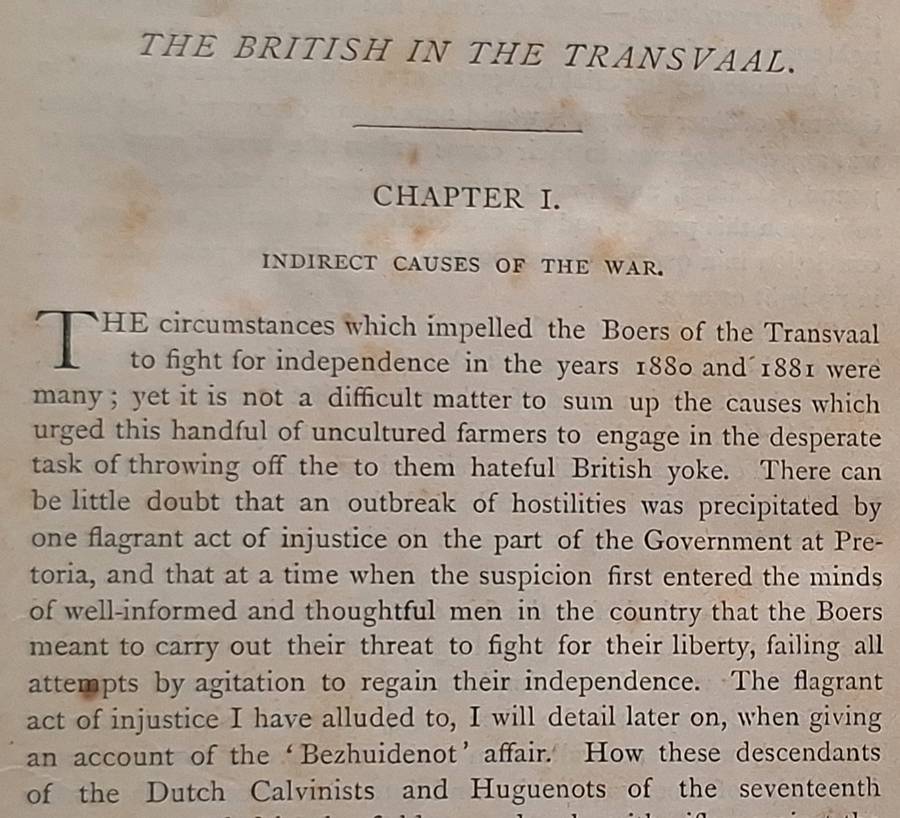 THE BRITISH IN THE TRANSVAAL.
CHAPTER I.
INDIRECT CAUSES OF THE WAR.
THE circumstances which impelled the Boers of the Transvaal
to fight for independence in the years 1880 and 1881 were
many; yet it is not a difficult matter to sum up the causes which
urged this handful of uncultured farmers to engage in the desperate
task of throwing off the to them hateful British yoke. There can
be little doubt that an outbreak of hostilities was precipitated by
one flagrant act of injustice on the part of the Government at Pre-
toria, and that at a time when the suspicion first entered the minds
of well-informed and thoughtful men in the country that the Boers
meant to carry out their threat to fight for their liberty, failing all
attempts by agitation to regain their independence. The flagrant
act of injustice I have alluded to, I will detail later on, when giving
an account of the ‘Bezhuidenot’ affair. How these descendants
of the Dutch Calvinists and Huguenots of the seventeenth